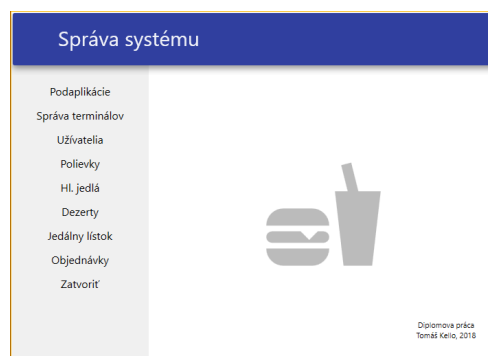 Správa systému
Podaplikácie
Správa terminálov
Užívatelia
Polievky
Hl. jedlá
Dezerty
Jedálny lístok
Objednávky
Zatvoriť
Diplomova práca
Tomáš Kello, 2018